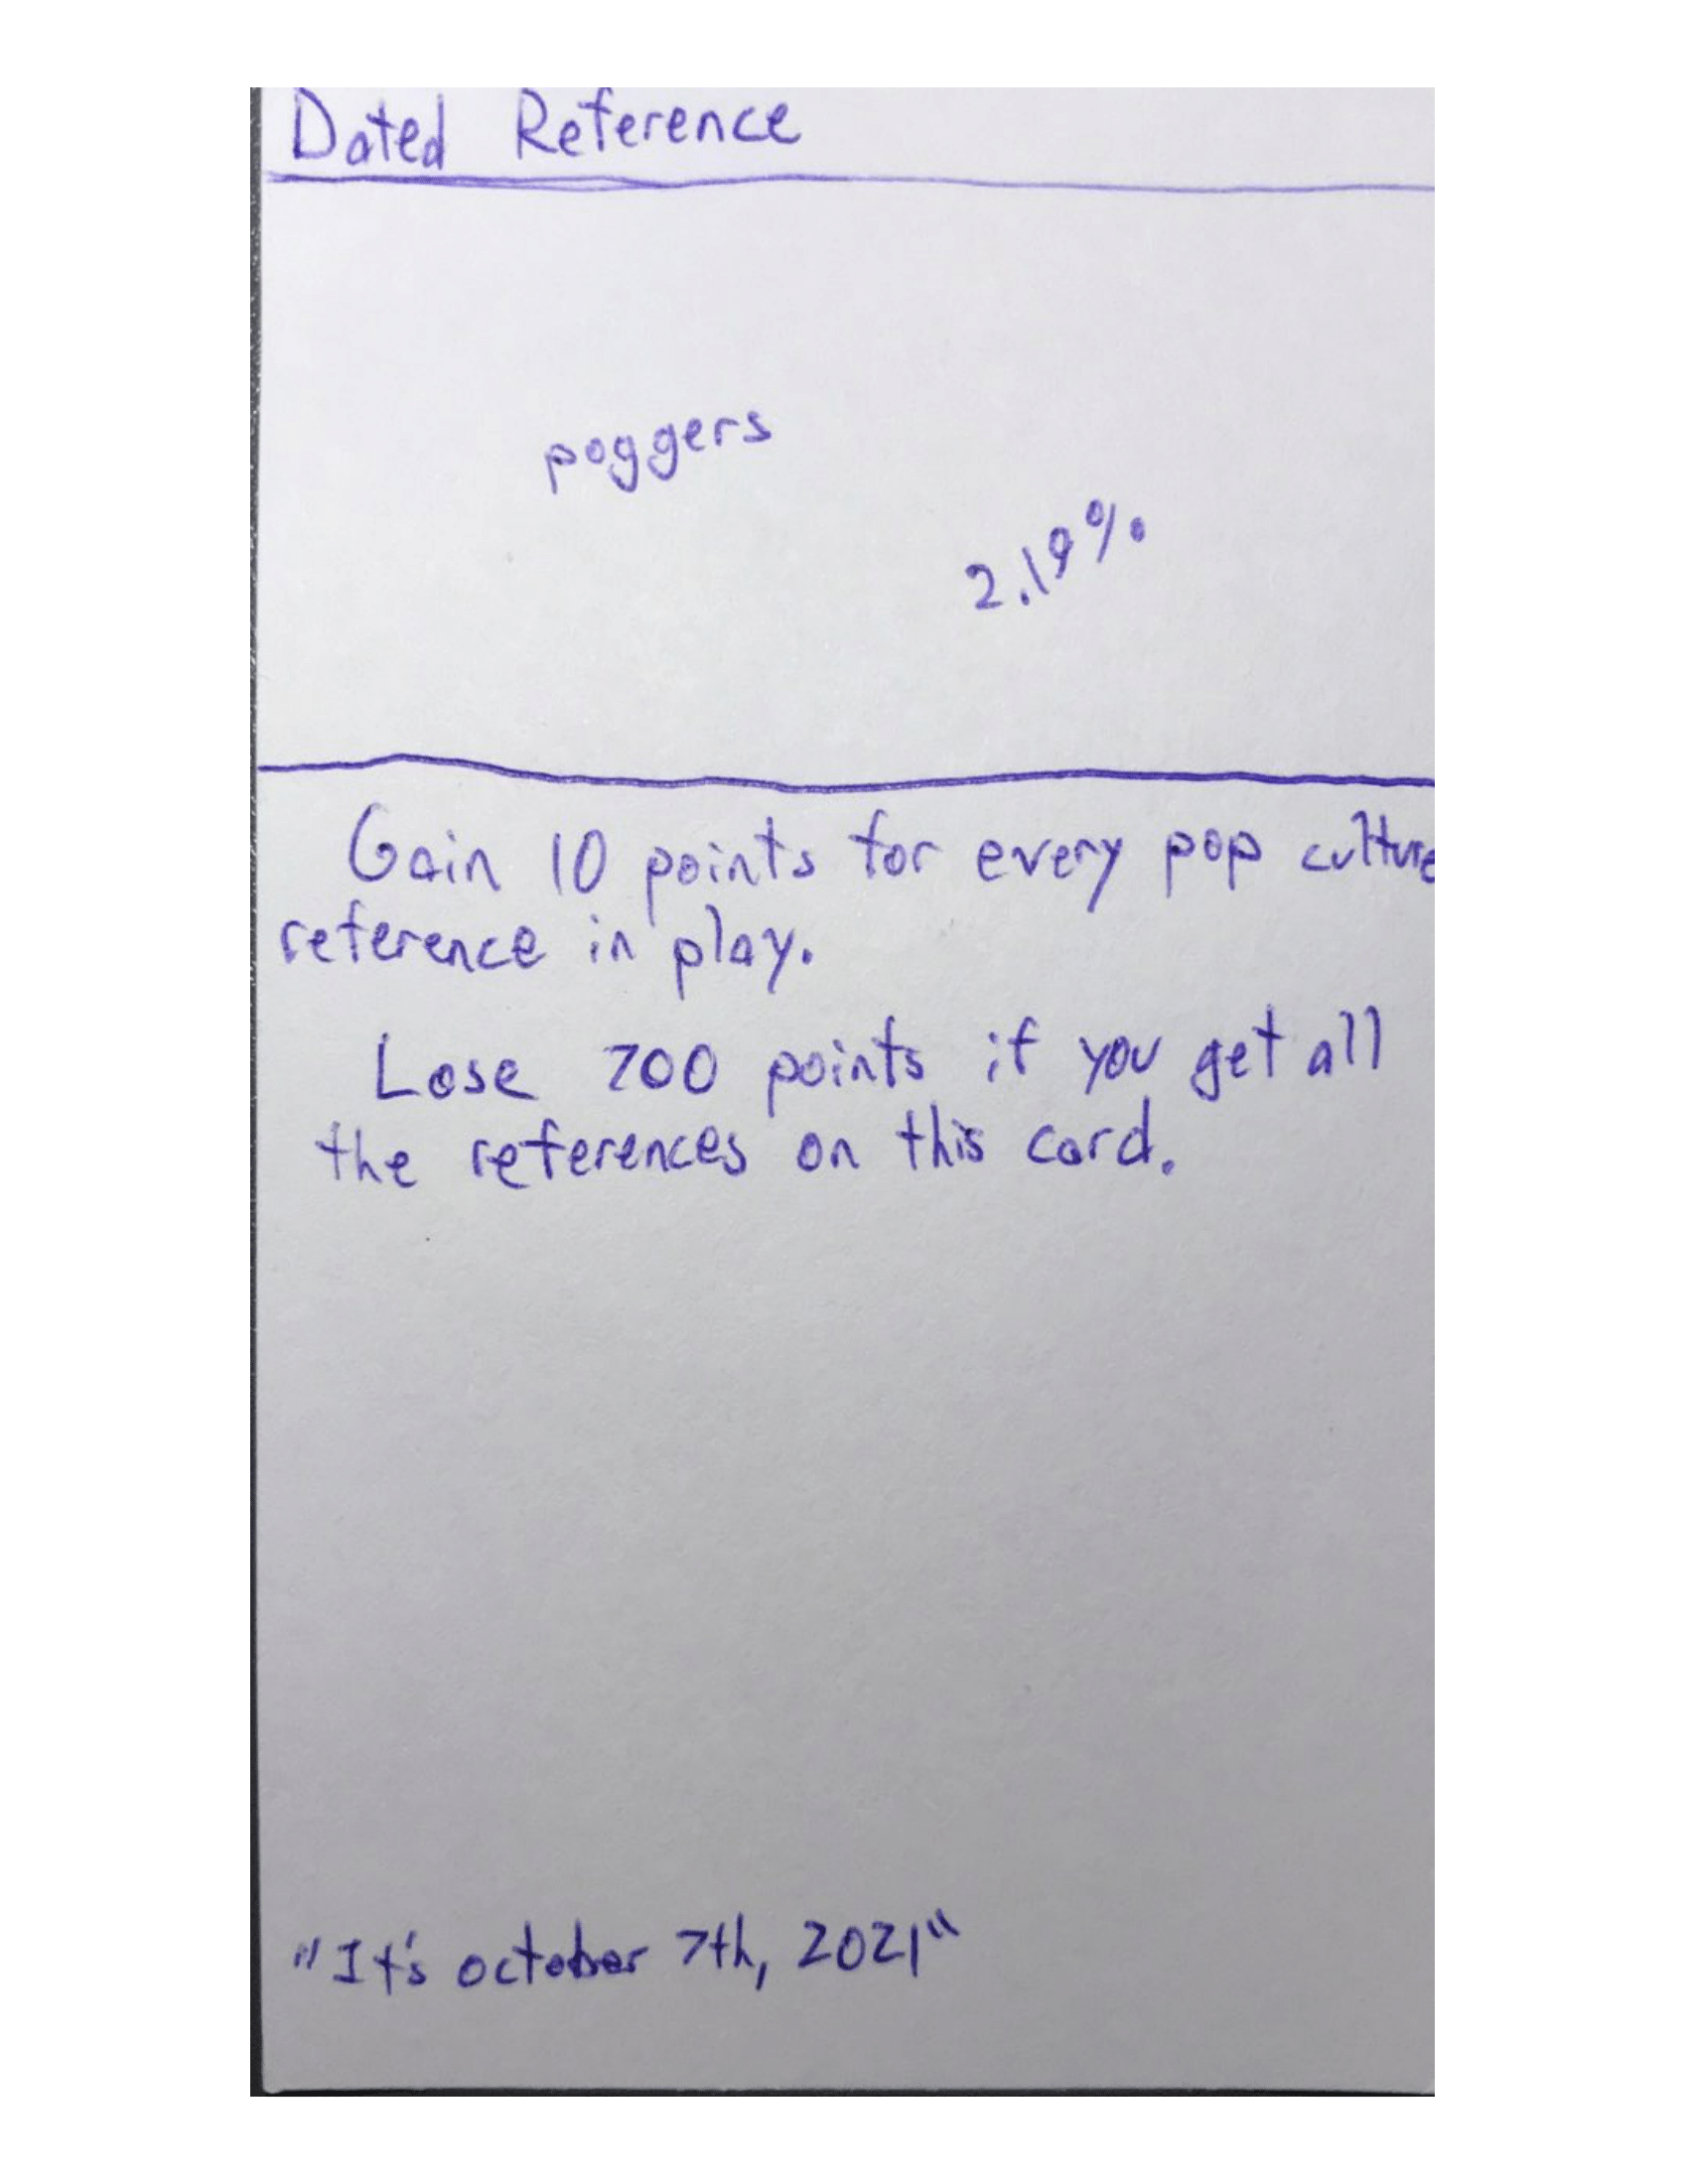 Dated Reference
poggers
2.19%
Gain 10 points for every pop culture
reference in play.
Lose 700 points if you get all
the references on this card.
"It's october 7th, 2021"